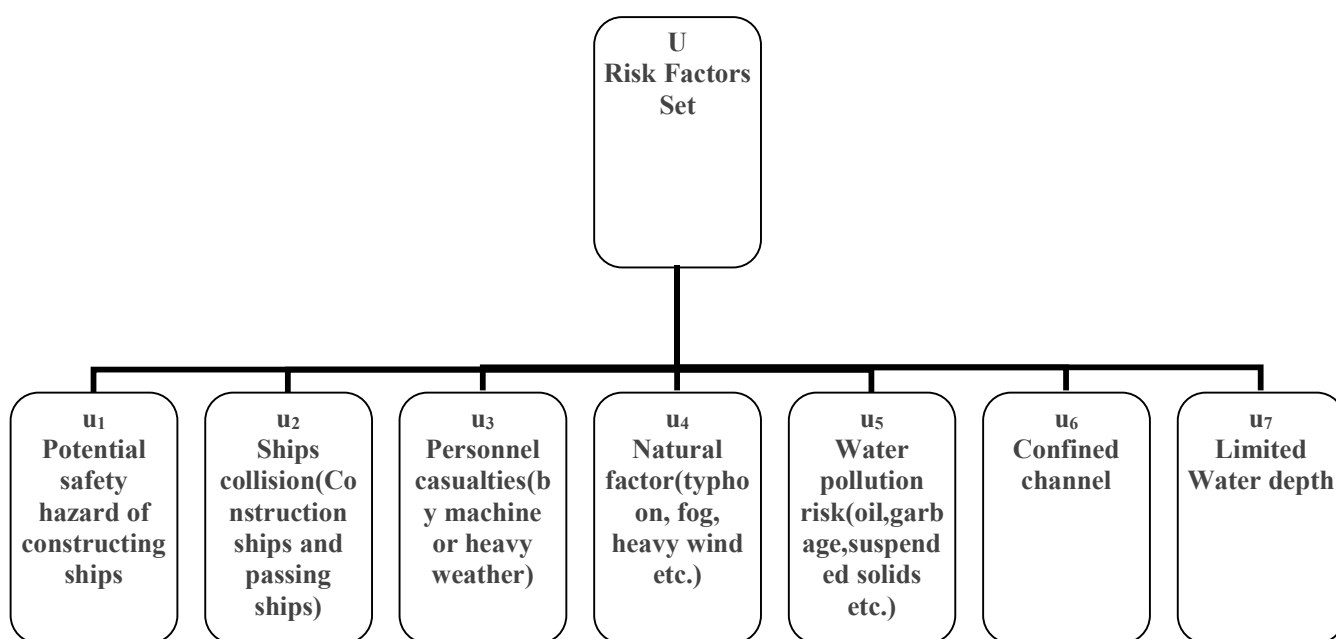 U
Risk Factors
Set
u₁
Potential
safety
hazard of
constructing
ships
u₂
Ships
collision(Co
nstruction
ships and
passing
ships)
u₃
Personnel
casualties(b
y machine
or heavy
weather)
u₄
Natural
factor(typho
on, fog,
heavy wind
etc.)
u₅
Water
pollution
risk(oil,garb
age,suspend
ed solids
etc.)
u₆
Confined
channel
u₇
Limited
Water depth